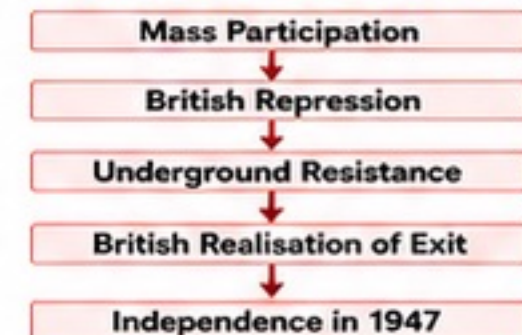 Mass Participation
British Repression
Underground Resistance
British Realisation of Exit
Independence in 1947